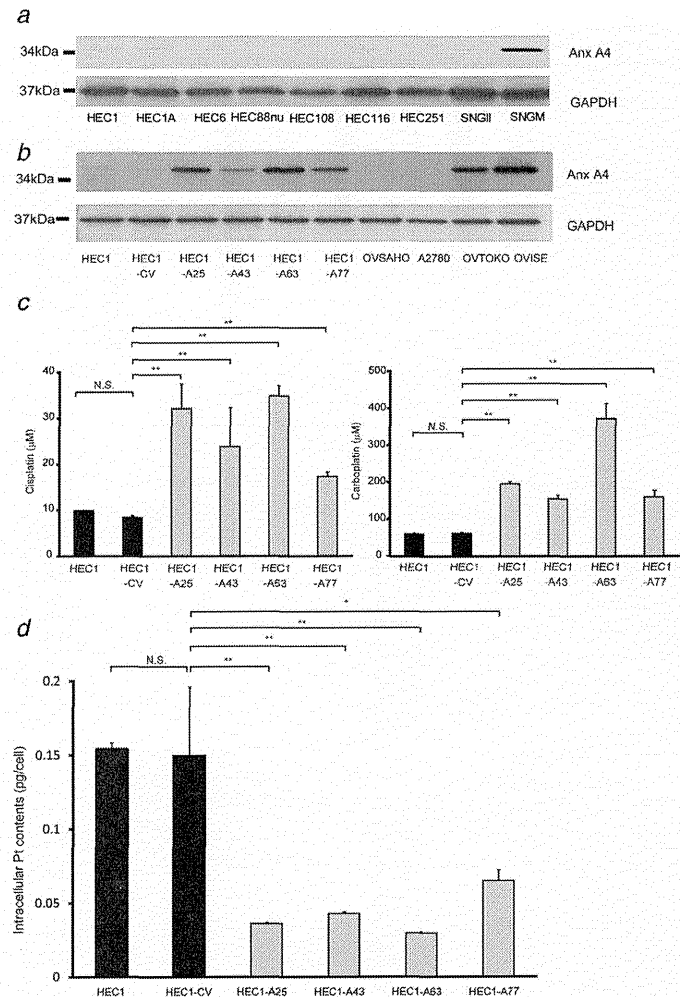 a
34kDa
Anx A4
37kDa
GAPDH
HEC1 HEC1A HEC6 HEC88nu HEC108 HEC116 HEC251 SNGII SNGM
b
34kDa
Anx A4
37kDa
GAPDH
HEC1 HEC1-CV HEC1-A25 HEC1-A43 HEC1-A63 HEC1-A77 OVSAHO A2780 OVTOKO OVISE
c
**
**
**
**
N.S.
Cisplatin (μM)
40
30
20
10
0
HEC1 HEC1-CV HEC1-A25 HEC1-A43 HEC1-A63 HEC1-A77
**
**
**
**
N.S.
Carboplatin (μM)
500
400
300
200
100
0
HEC1 HEC1-CV HEC1-A25 HEC1-A43 HEC1-A63 HEC1-A77
d
*
**
**
**
N.S.
Intracellular Pt contents (pg/cell)
0.2
0.15
0.1
0.05
0
HEC1 HEC1-CV HEC1-A25 HEC1-A43 HEC1-A63 HEC1-A77